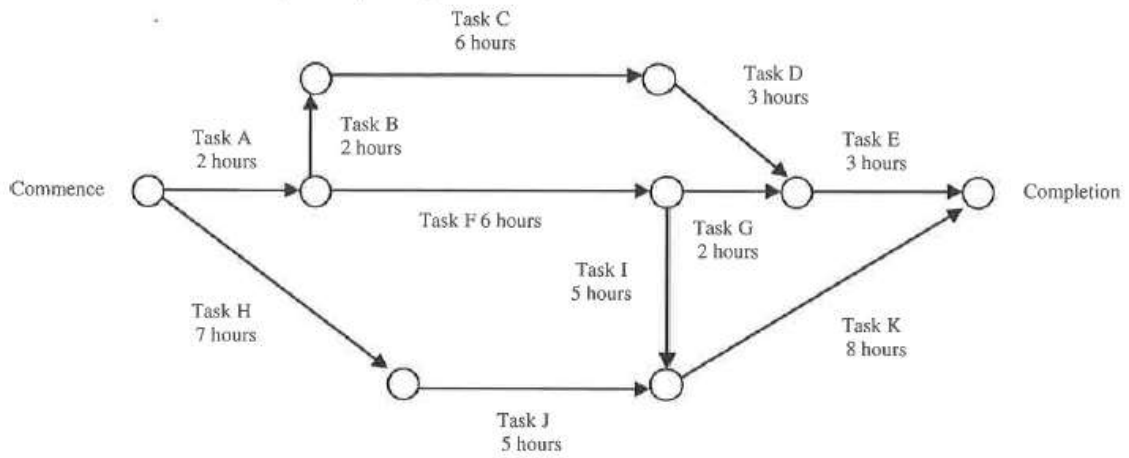 Task C
6 hours
Task D
3 hours
Task A
2 hours
Task B
2 hours
Task E
3 hours
Commence
Completion
Task F 6 hours
Task G
2 hours
Task I
5 hours
Task H
7 hours
Task K
8 hours
Task J
5 hours